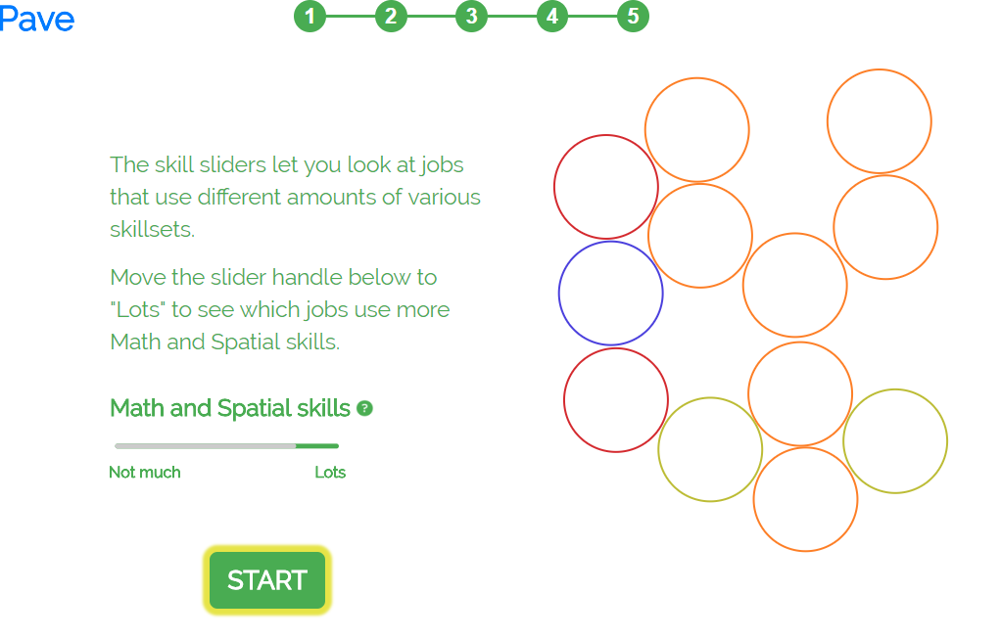 Pave
1 2 3 4 5
The skill sliders let you look at jobs
that use different amounts of various
skillsets.
Move the slider handle below to
"Lots" to see which jobs use more
Math and Spatial skills.
Math and Spatial skills ?
Not much Lots
START